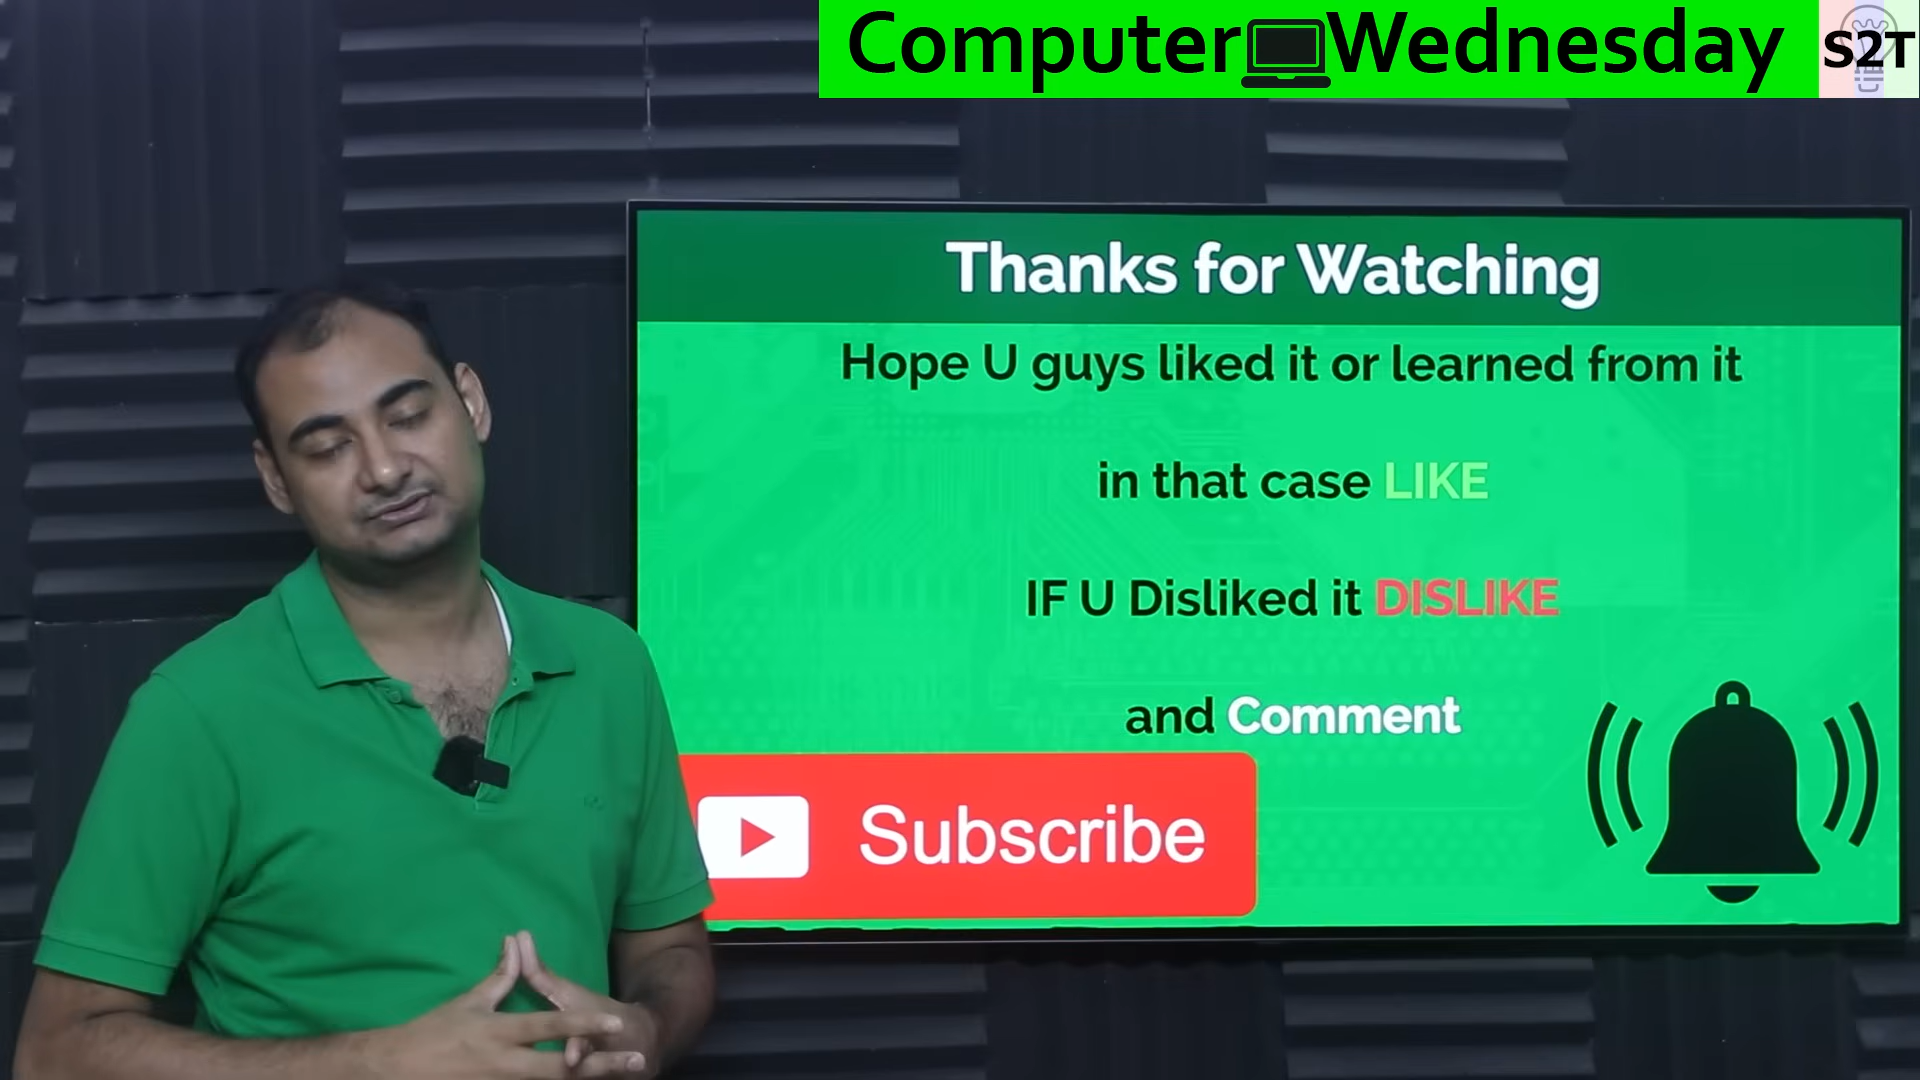 Computer Wednesday
S2T
Thanks for Watching
Hope U guys liked it or learned from it
in that case LIKE
IF U Disliked it DISLIKE
and Comment
Subscribe